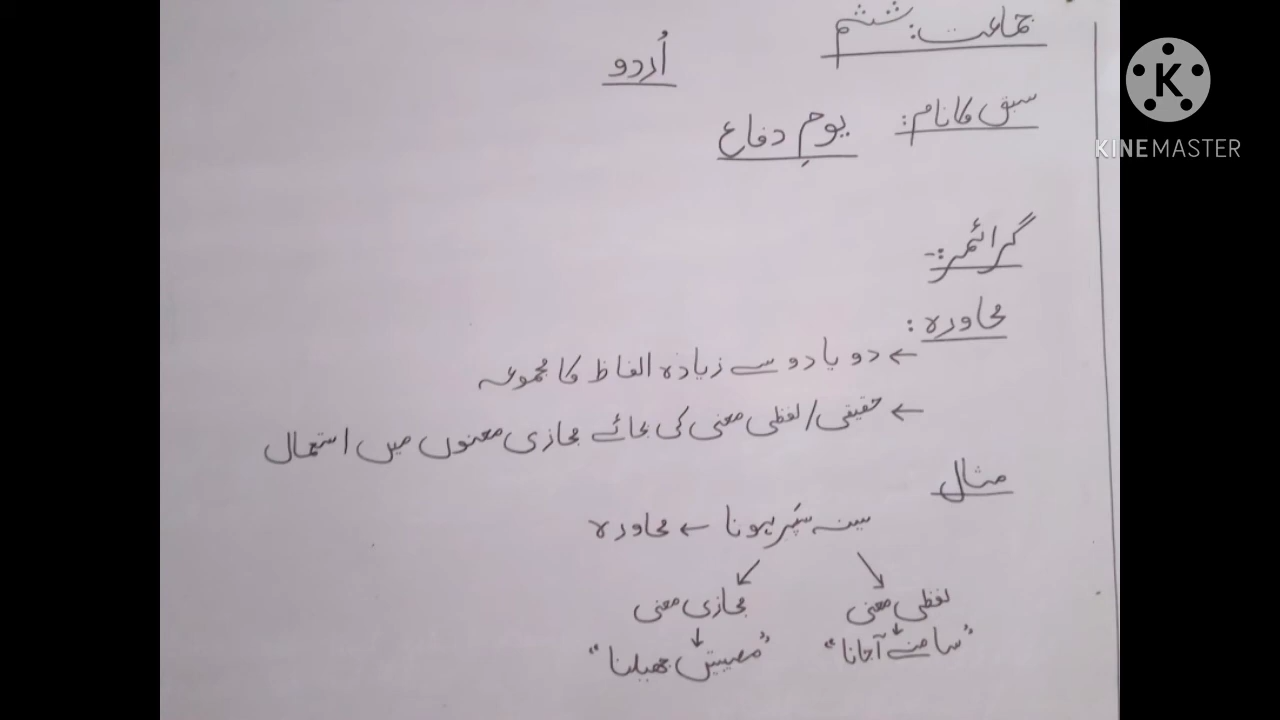 جماعت: ششم
اُردو
سبق کا نام: یومِ دفاع
گرائمر:-
محاورہ:
← دو یا دو سے زیادہ الفاظ کا مجموعہ
← حقیقی/لفظی معنی کی بجائے مجازی معنوں میں استعمال
مثال
سینہ سَپر ہونا ← محاورہ
لفظی معنی مجازی معنی
"سامنے آجانا" "مصیبتیں جھیلنا"
K
KINEMASTER